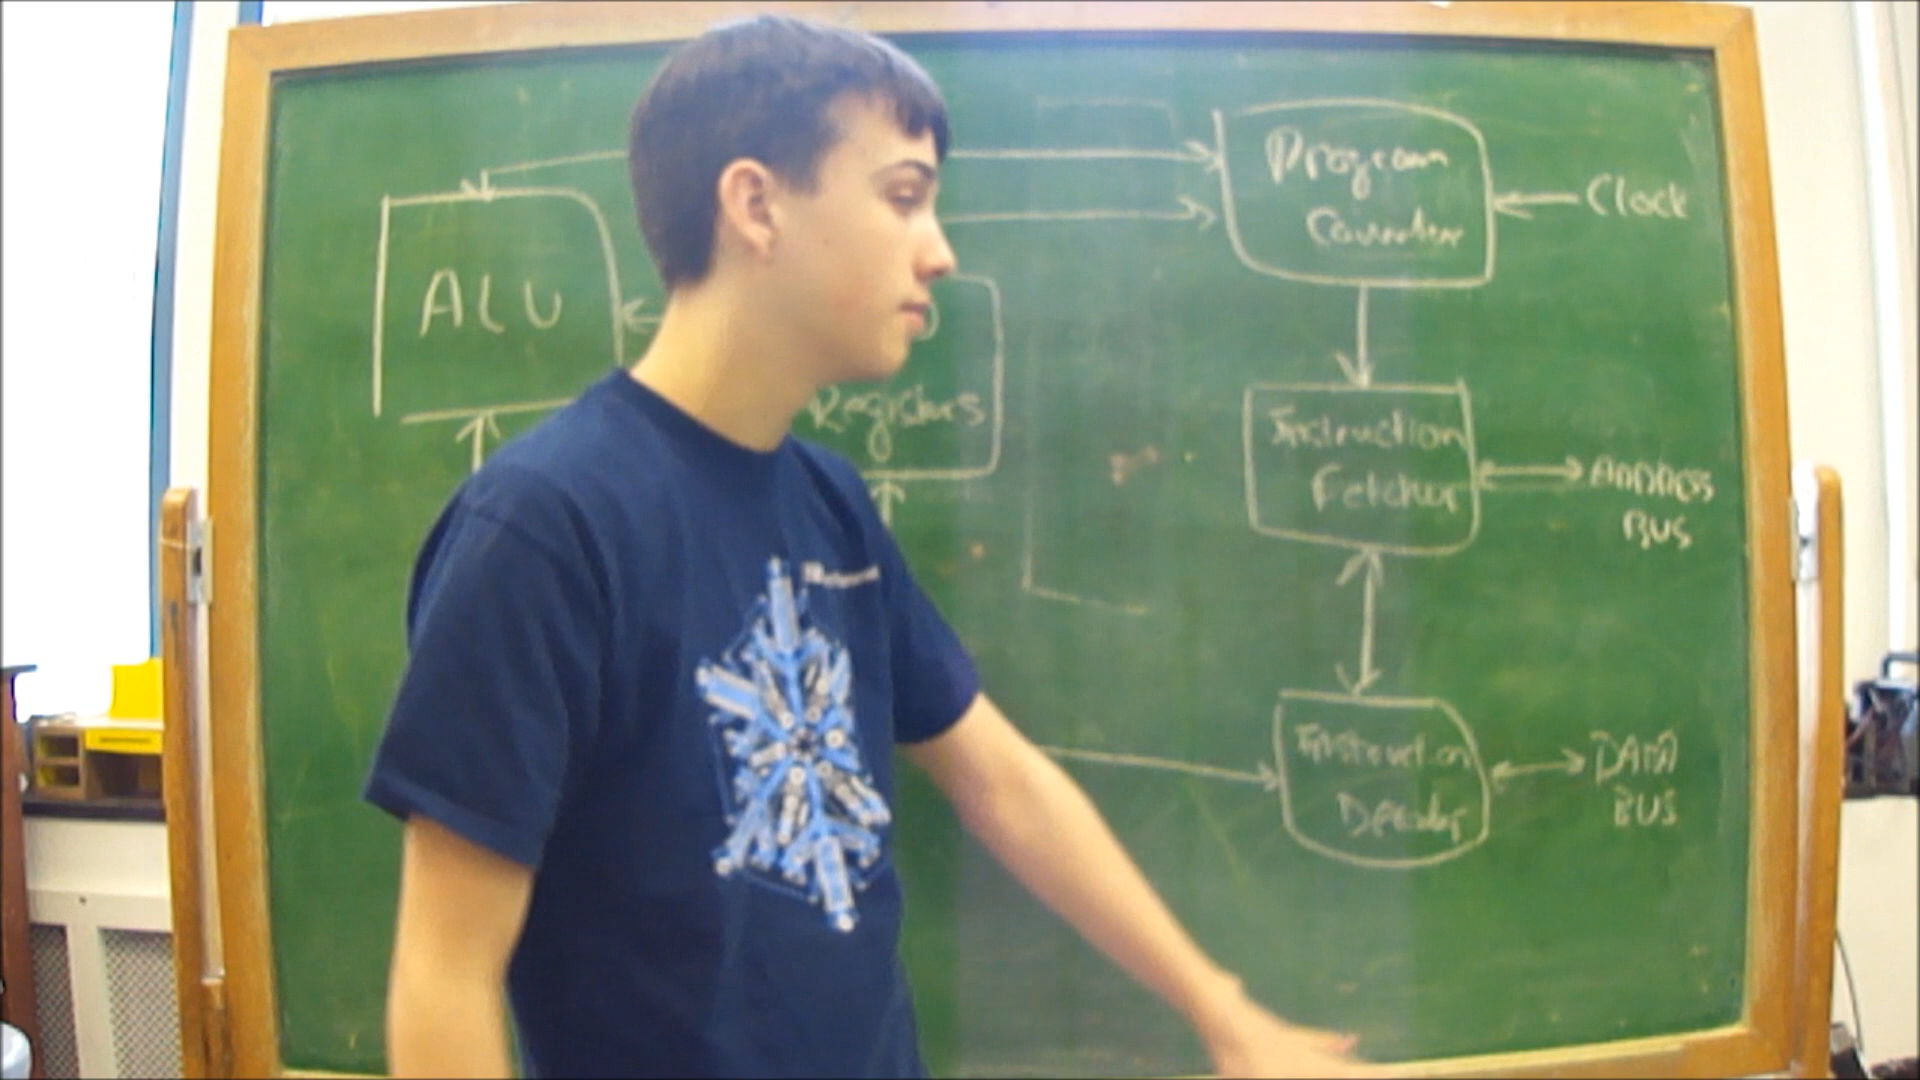 Program
Counter
Clock
ALU
Registers
Instruction
Fetcher
ADDRESS
BUS
Instruction
Decoder
DATA
BUS